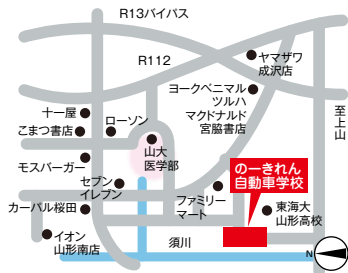 R13バイパス
R112
ヤマザワ
成沢店
ヨークベニマル
ツルハ
マクドナルド
宮脇書店
至上山
十一屋
こまつ書店
ローソン
山大
医学部
モスバーガー
セブン
イレブン
カーバル桜田
イオン
山形南店
ファミリー
マート
のーきれん
自動車学校
東海大
山形高校
須川
N